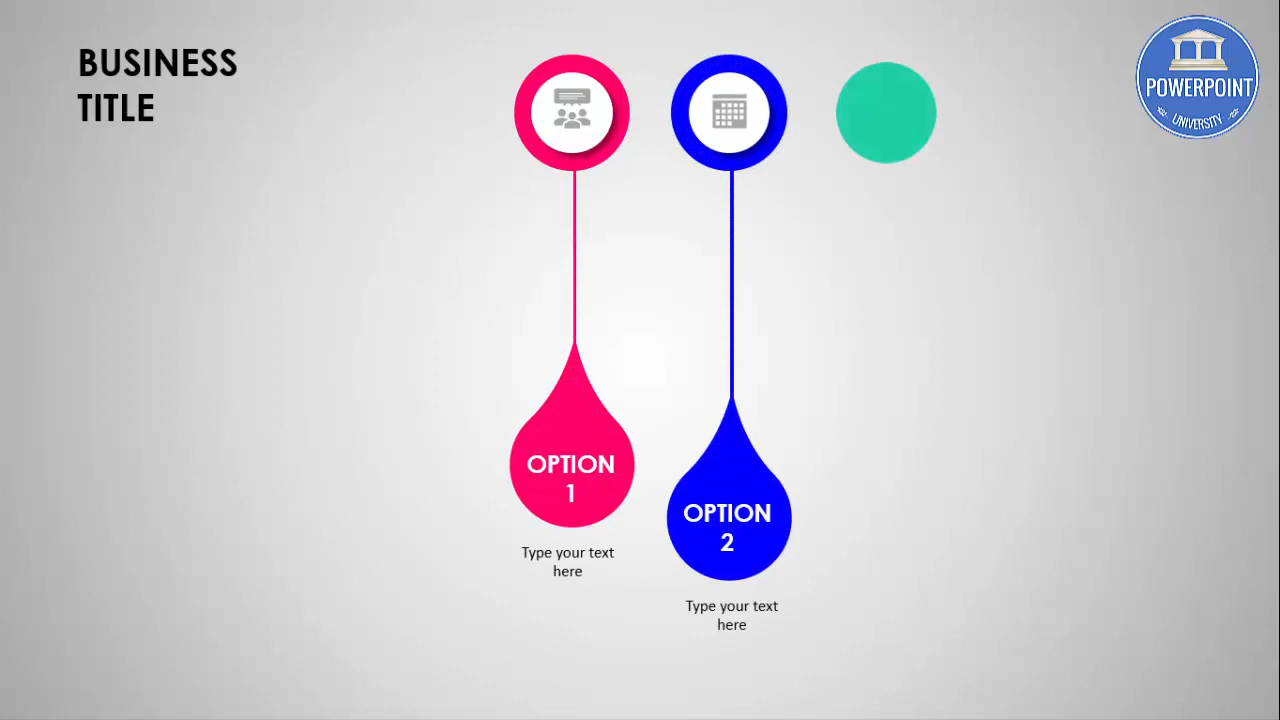 BUSINESS
TITLE
POWERPOINT
UNIVERSITY
OPTION
1
Type your text
here
OPTION
2
Type your text
here